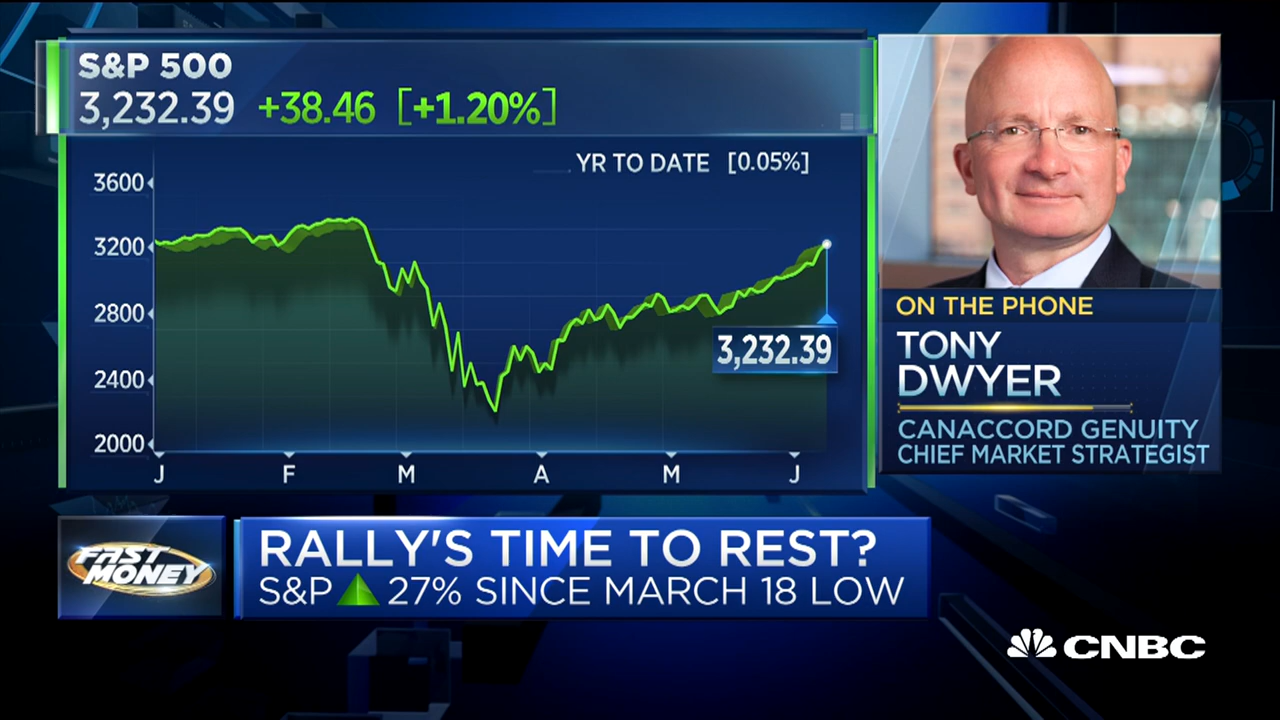 S&P 500
3,232.39 +38.46 [+1.20%]
YR TO DATE [0.05%]
3600
3200
2800
2400
2000
3,232.39
J F M A M J
ON THE PHONE
TONY
DWYER
CANACCORD GENUITY
CHIEF MARKET STRATEGIST
FAST
MONEY
RALLY'S TIME TO REST?
S&P 27% SINCE MARCH 18 LOW
CNBC